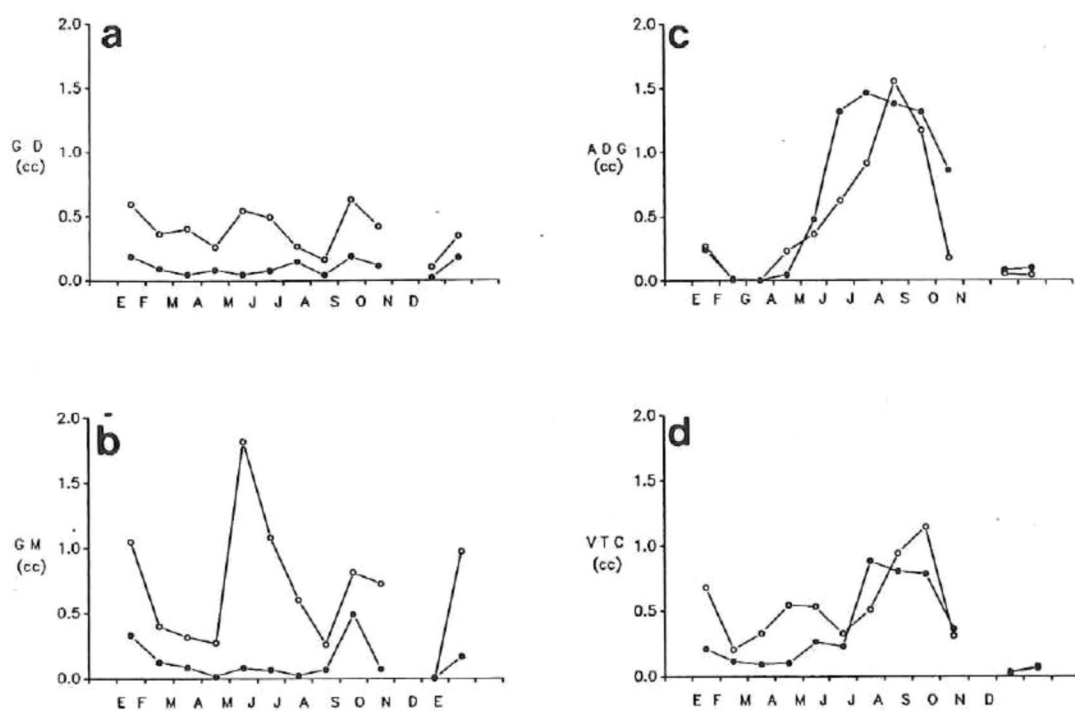 a
2.0
1.5
G D
(cc)
1.0
0.5
0.0
E F M A M J J A S O N D
c
2.0
1.5
A D G
(cc)
1.0
0.5
0.0
E F G A M J J A S O N
b
2.0
1.5
G M
(cc)
1.0
0.5
0.0
E F M A M J J A S O N D E
d
2.0
1.5
V T C
(cc)
1.0
0.5
0.0
E F M A M J J A S O N D